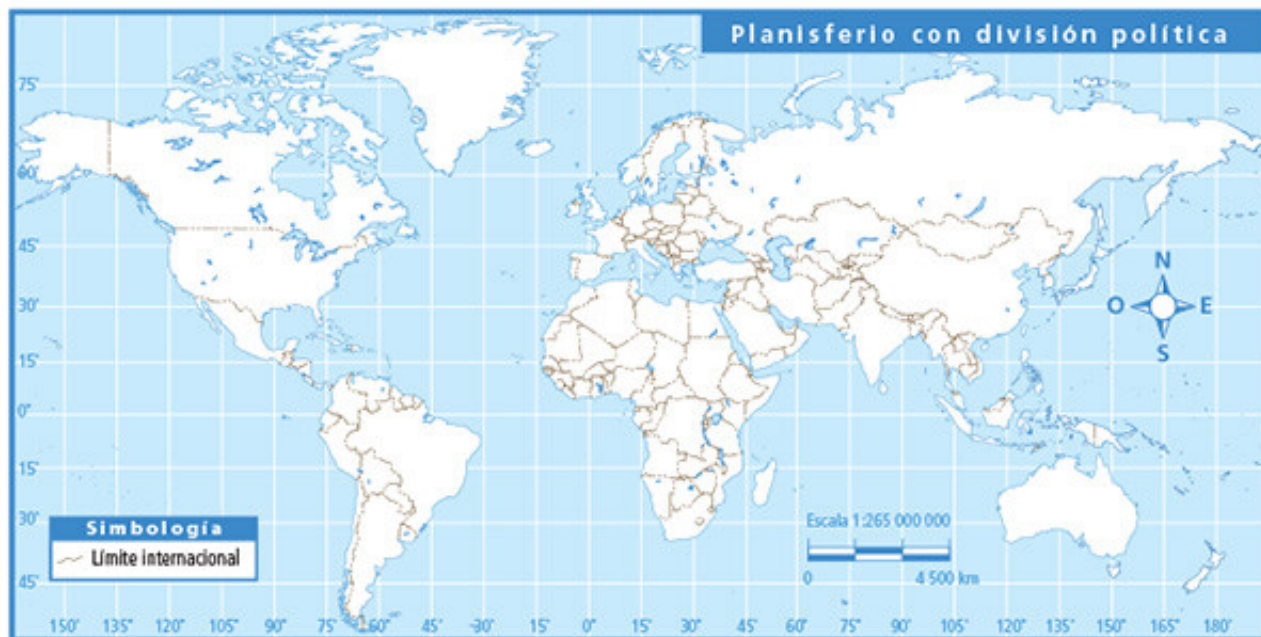 Planisferio con división política
75°
60°
45°
30°
15°
0°
15°
30°
45°
N
O E
S
Simbología
Límite internacional
Escala 1:265 000 000
0 4 500 km
150° 135° 120° 105° 90° 75° 60° 45° 30° 15° 0° 15° 30° 45° 60° 75° 90° 105° 120° 135° 150° 165° 180°